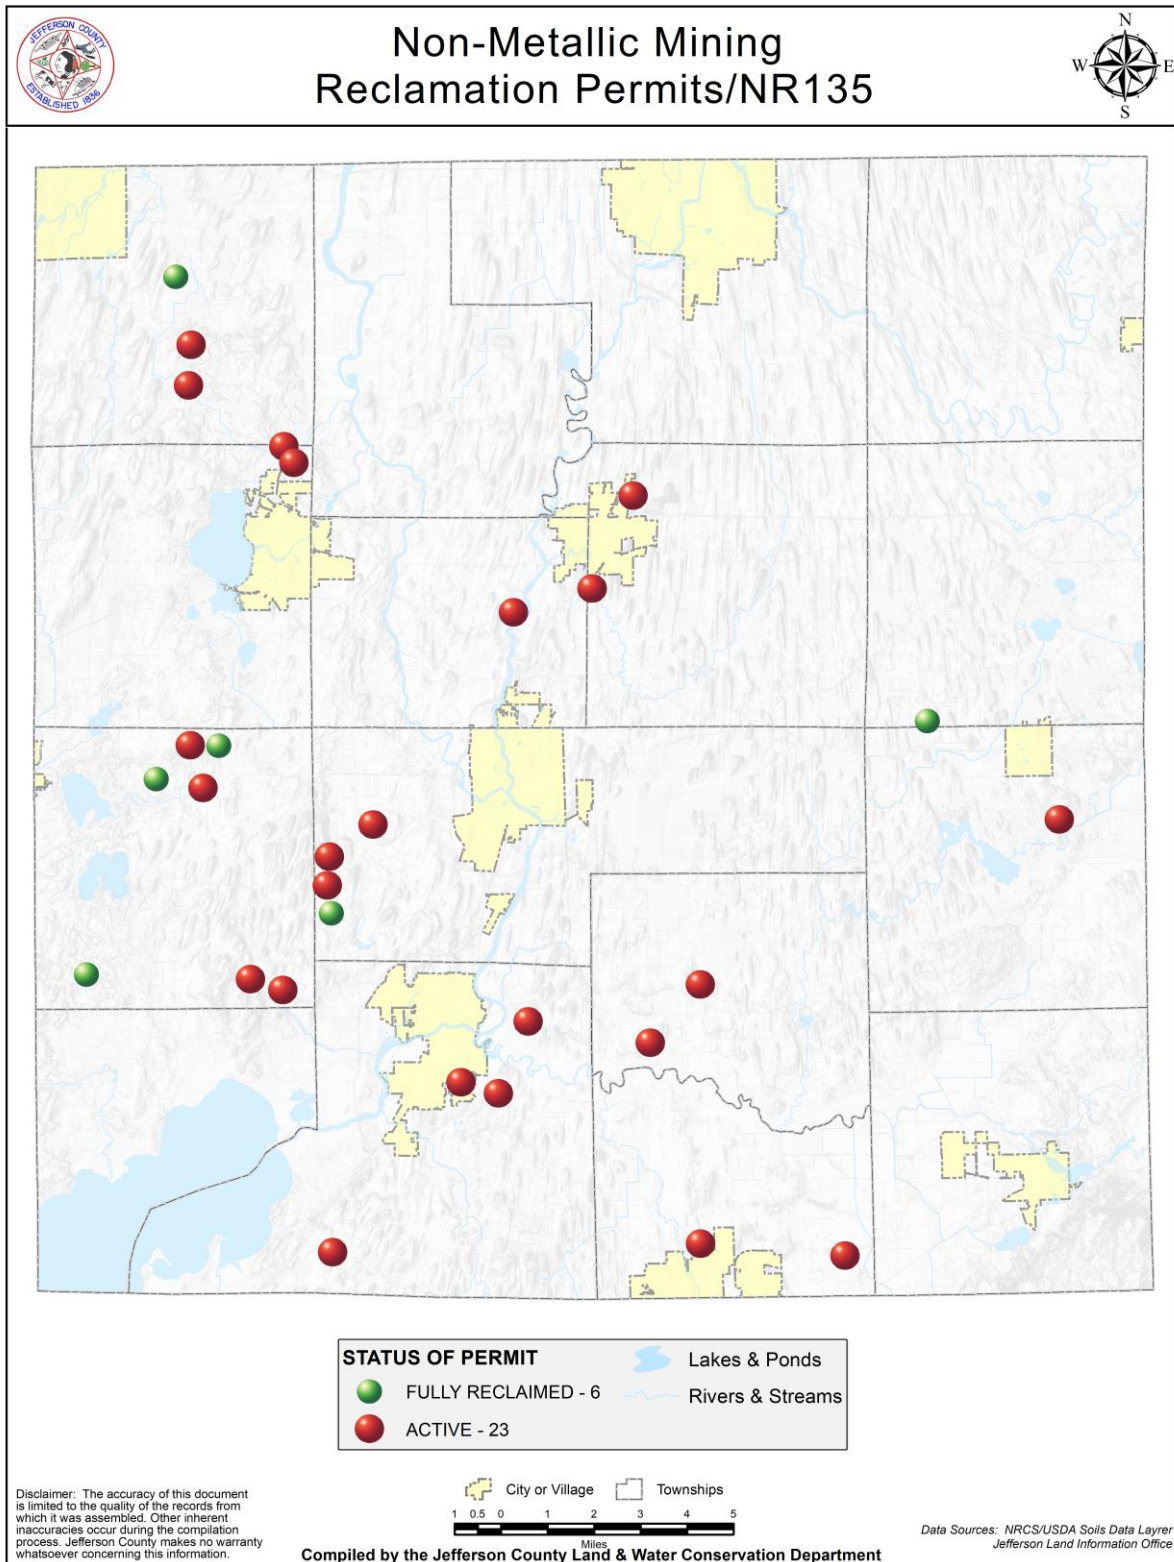 JEFFERSON COUNTY
ESTABLISHED 1836
Non-Metallic Mining
Reclamation Permits/NR135
N
W
E
S
STATUS OF PERMIT
FULLY RECLAIMED - 6
ACTIVE - 23
Lakes & Ponds
Rivers & Streams
City or Village
Townships
1 0.5 0 1 2 3 4 5
Miles
Disclaimer: The accuracy of this document
is limited to the quality of the records from
which it was assembled. Other inherent
inaccuracies occur during the compilation
process. Jefferson County makes no warranty
whatsoever concerning this information.
Compiled by the Jefferson County Land & Water Conservation Department
Data Sources: NRCS/USDA Soils Data Layrer
Jefferson Land Information Office